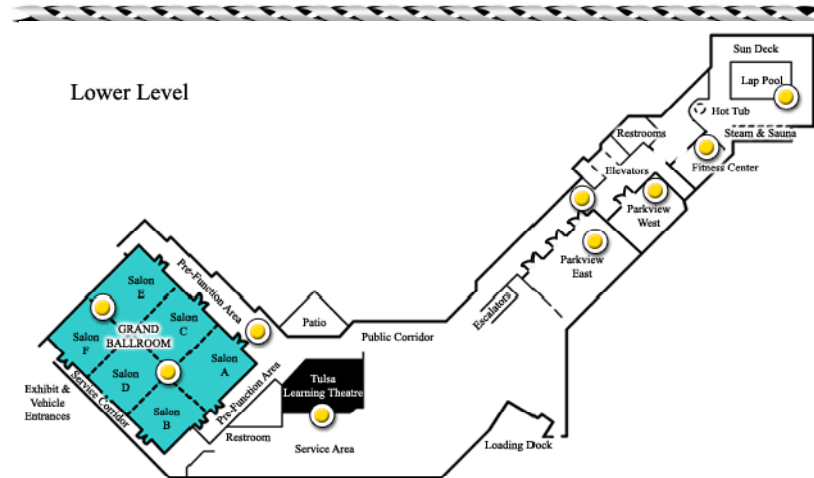 Lower Level
Sun Deck
Lap Pool
Hot Tub
Steam & Sauna
Restrooms
Elevators
Fitness Center
Parkview
West
Parkview
East
Escalators
Pre-Function Area
Patio
Public Corridor
Salon
E
Salon
C
GRAND
BALLROOM
Salon
F
Salon
A
Salon
D
Salon
B
Pre-Function Area
Tulsa
Learning Theatre
Exhibit &
Vehicle
Entrances
Service Corridor
Restroom
Service Area
Loading Dock